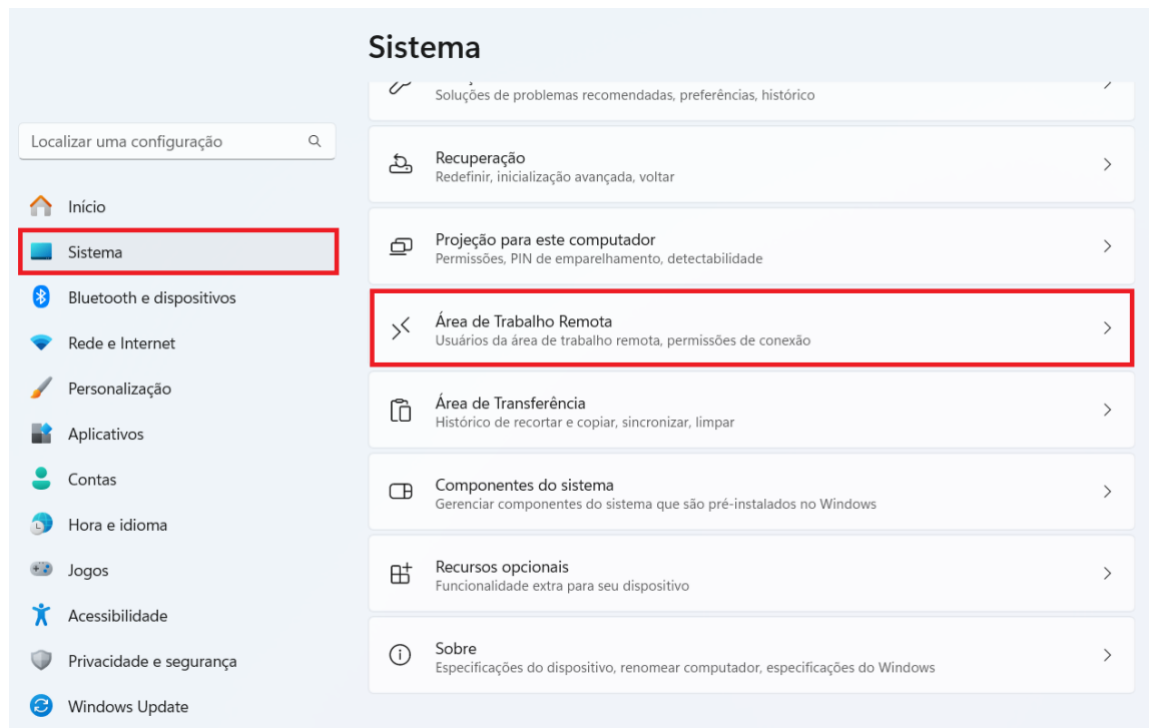 Sistema
Soluções de problemas recomendadas, preferências, histórico
Localizar uma configuração
Início
Sistema
Bluetooth e dispositivos
Rede e Internet
Personalização
Aplicativos
Contas
Hora e idioma
Jogos
Acessibilidade
Privacidade e segurança
Windows Update
Recuperação
Redefinir, inicialização avançada, voltar
Projeção para este computador
Permissões, PIN de emparelhamento, detectabilidade
Área de Trabalho Remota
Usuários da área de trabalho remota, permissões de conexão
Área de Transferência
Histórico de recortar e copiar, sincronizar, limpar
Componentes do sistema
Gerenciar componentes do sistema que são pré-instalados no Windows
Recursos opcionais
Funcionalidade extra para seu dispositivo
Sobre
Especificações do dispositivo, renomear computador, especificações do Windows